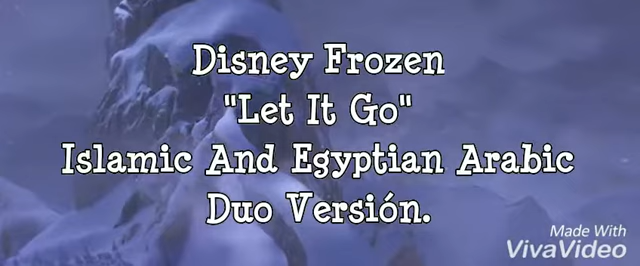 Disney Frozen
"Let It Go"
Islamic And Egyptian Arabic
Duo Versión.
Made With
VivaVideo